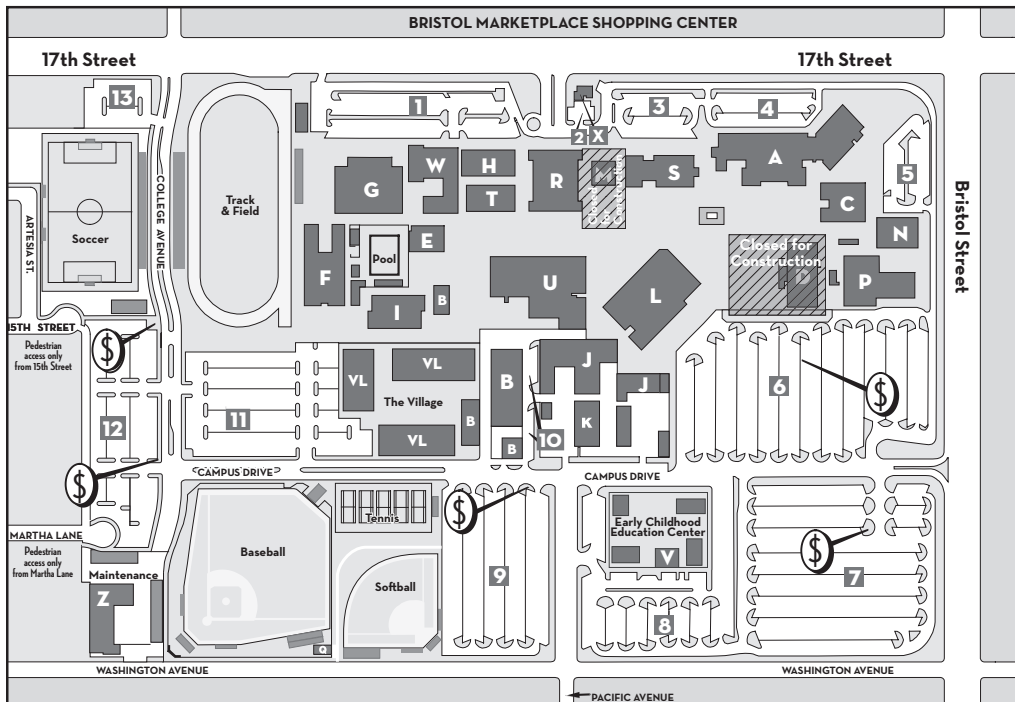 BRISTOL MARKETPLACE SHOPPING CENTER
17th Street
17th Street
13
1
2
X
3
4
5
W
H
G
T
R
S
A
C
N
COLLEGE AVENUE
Track
& Field
Soccer
ARTESIA ST.
Bristol Street
E
F
Pool
I
B
U
L
Closed for
Construction
D
P
15TH STREET
Pedestrian
access only
from 15th Street
$
VL
VL
The Village
VL
B
B
B
J
J
K
10
6
$
12
11
$
CAMPUS DRIVE
CAMPUS DRIVE
MARTHA LANE
Pedestrian
access only
from Martha Lane
Maintenance
Z
Baseball
Tennis
Softball
Q
$
9
Early Childhood
Education Center
V
8
$
7
WASHINGTON AVENUE
WASHINGTON AVENUE
PACIFIC AVENUE